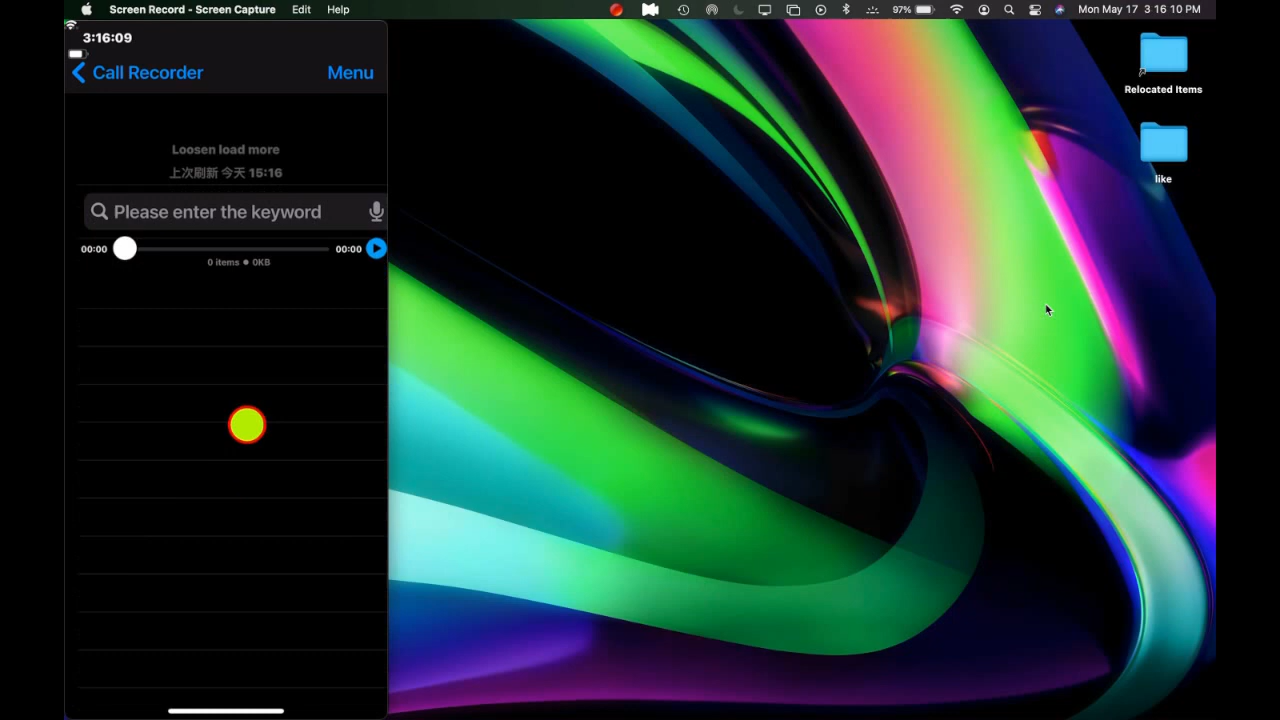 Screen Record - Screen Capture Edit Help 97% Mon May 17 3 16 10 PM
3:16:09
Call Recorder Menu
Loosen load more
上次刷新 今天 15:16
Please enter the keyword
00:00 00:00
0 items ● 0KB
Relocated Items
like